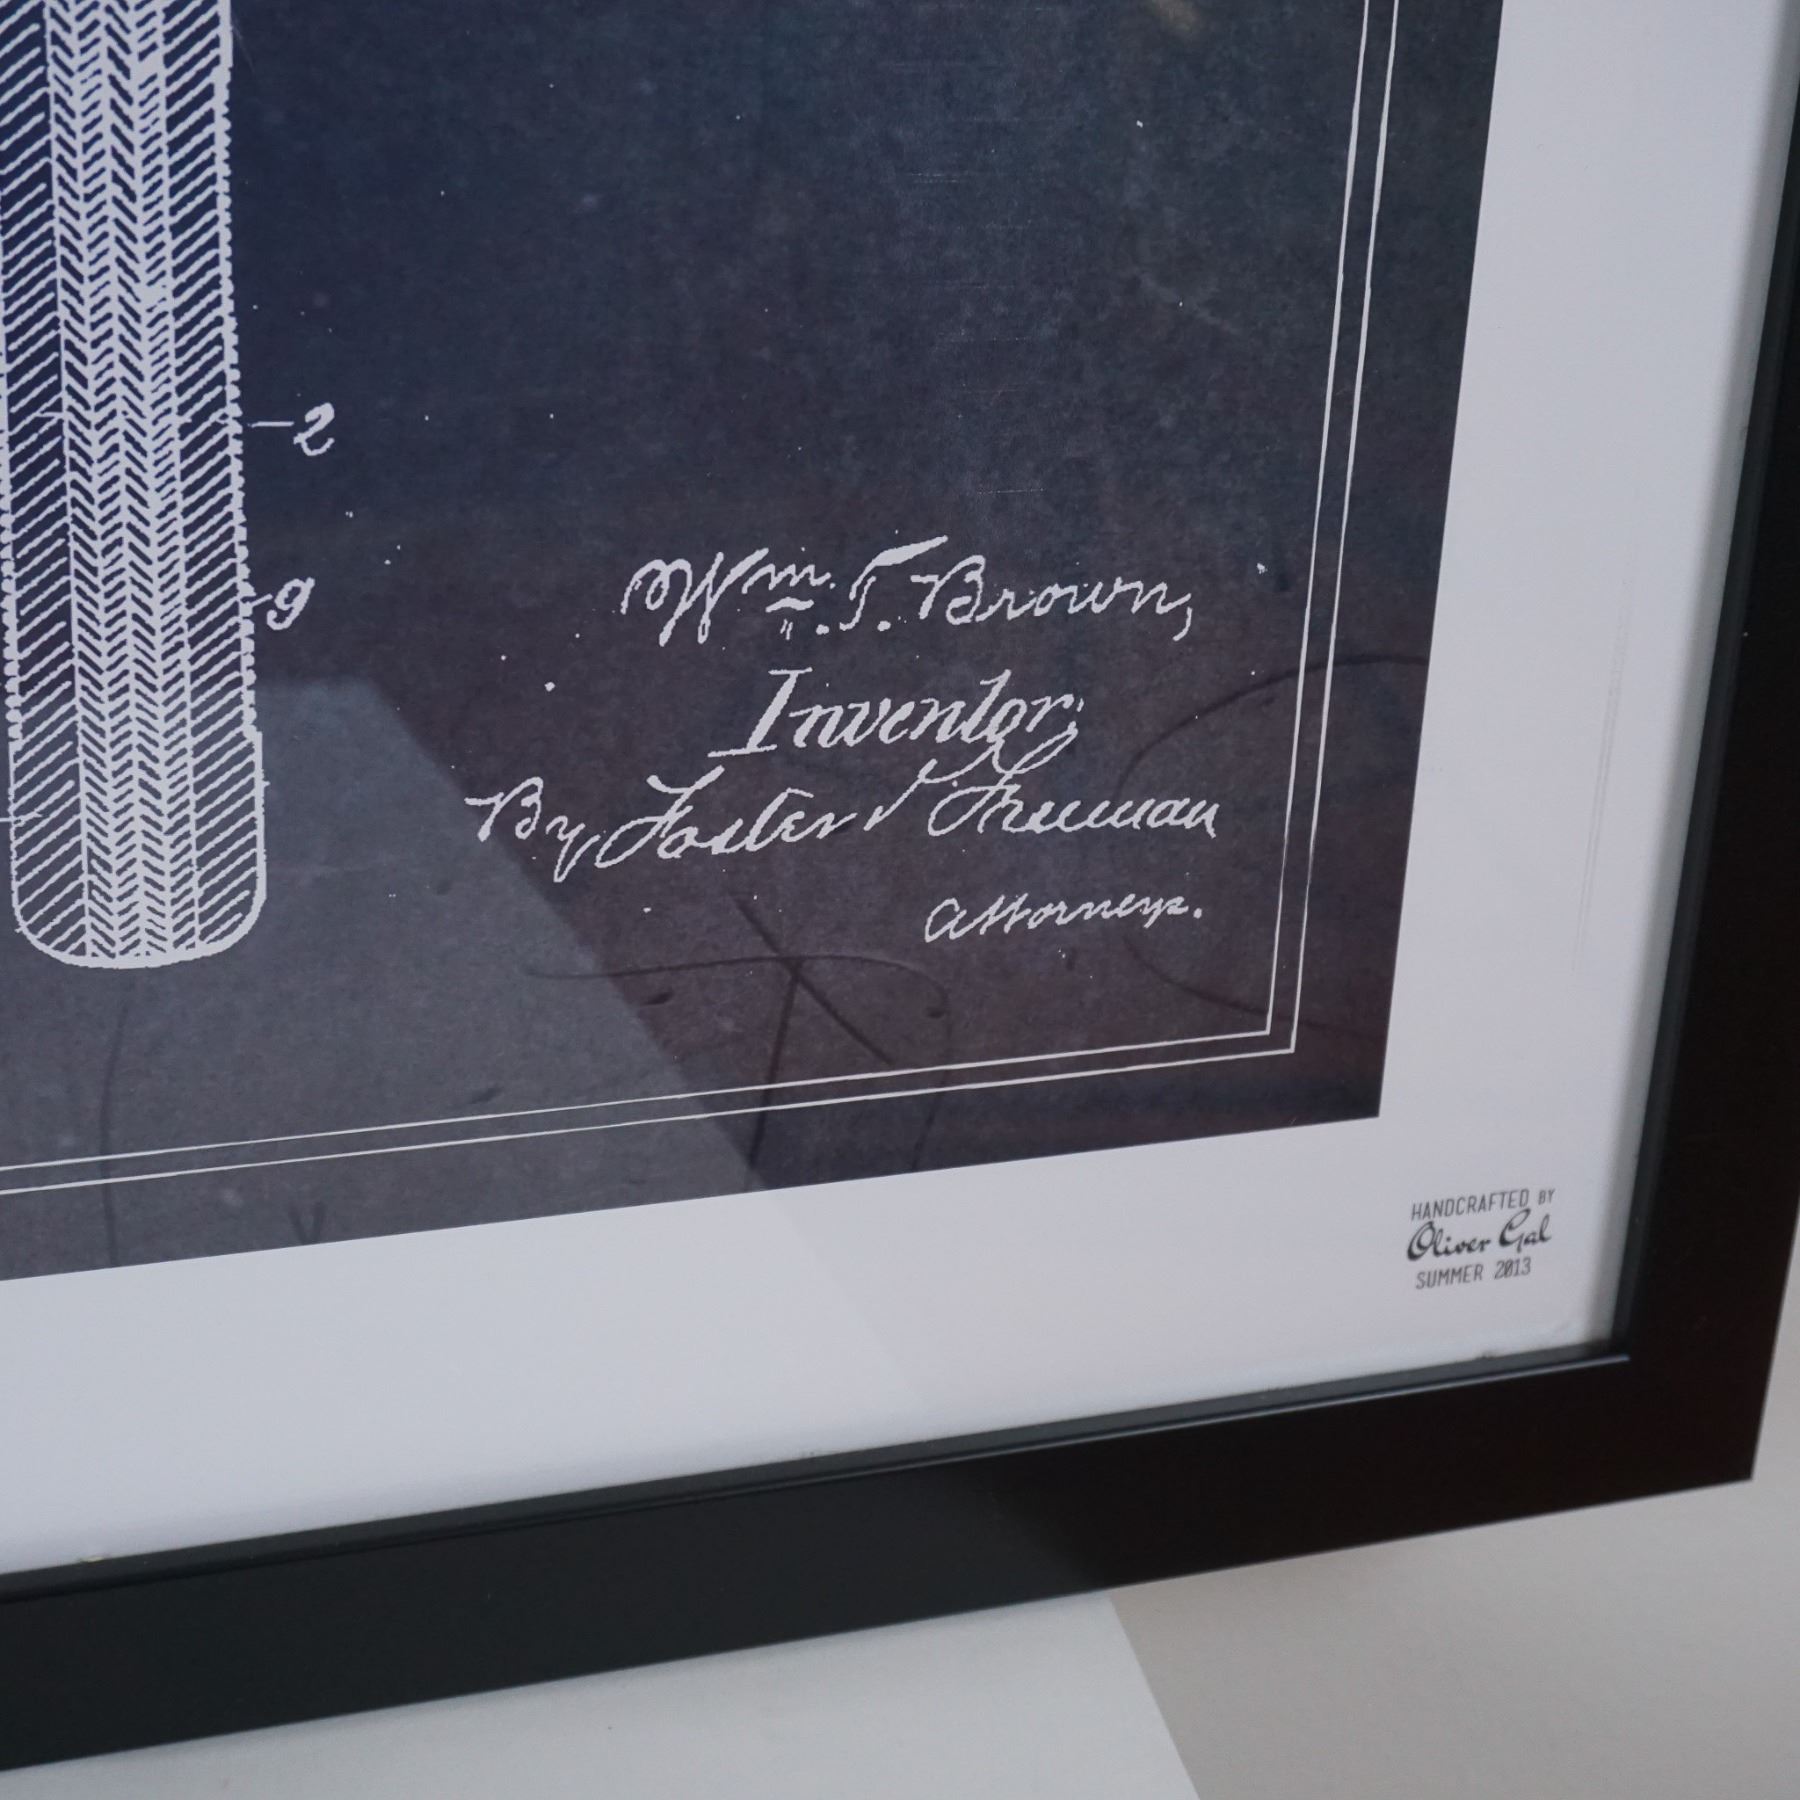 2
9
Wm. T. Brown,
Inventor;
By Foster & Freeman
Attorneys.
HANDCRAFTED BY
Oliver Gal
SUMMER 2013